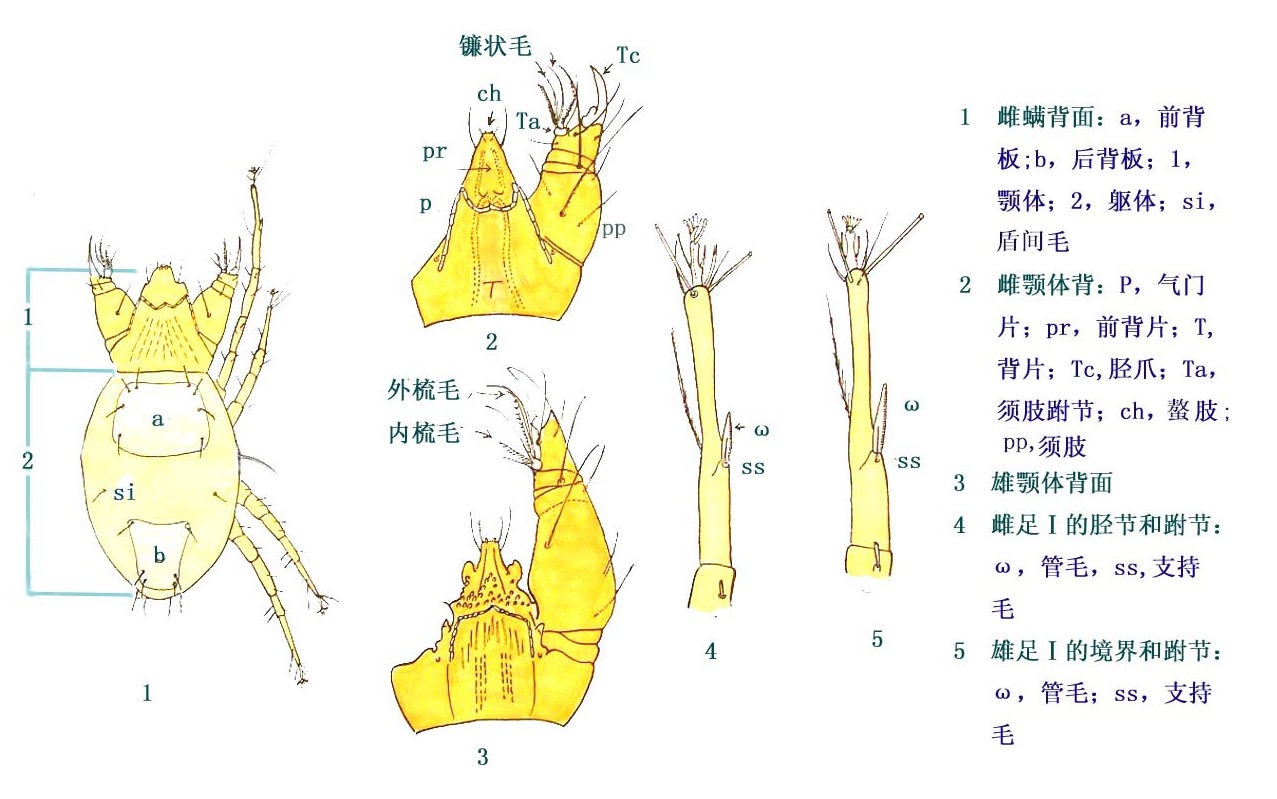 镰状毛
Tc
ch
Ta
pr
p
pp
T
2
1
2
a
si
b
1
外梳毛
内梳毛
3
ω
ss
4
ω
ss
5
1 雌螨背面：a，前背
板;b，后背板；1，
颚体；2，躯体；si，
盾间毛
2 雌颚体背：P，气门
片；pr，前背片；T,
背片；Tc,胫爪；Ta，
须肢跗节；ch，螯肢；
pp,须肢
3 雄颚体背面
4 雌足Ⅰ的胫节和跗节：
ω，管毛，ss,支持
毛
5 雄足Ⅰ的境界和跗节：
ω，管毛；ss，支持
毛